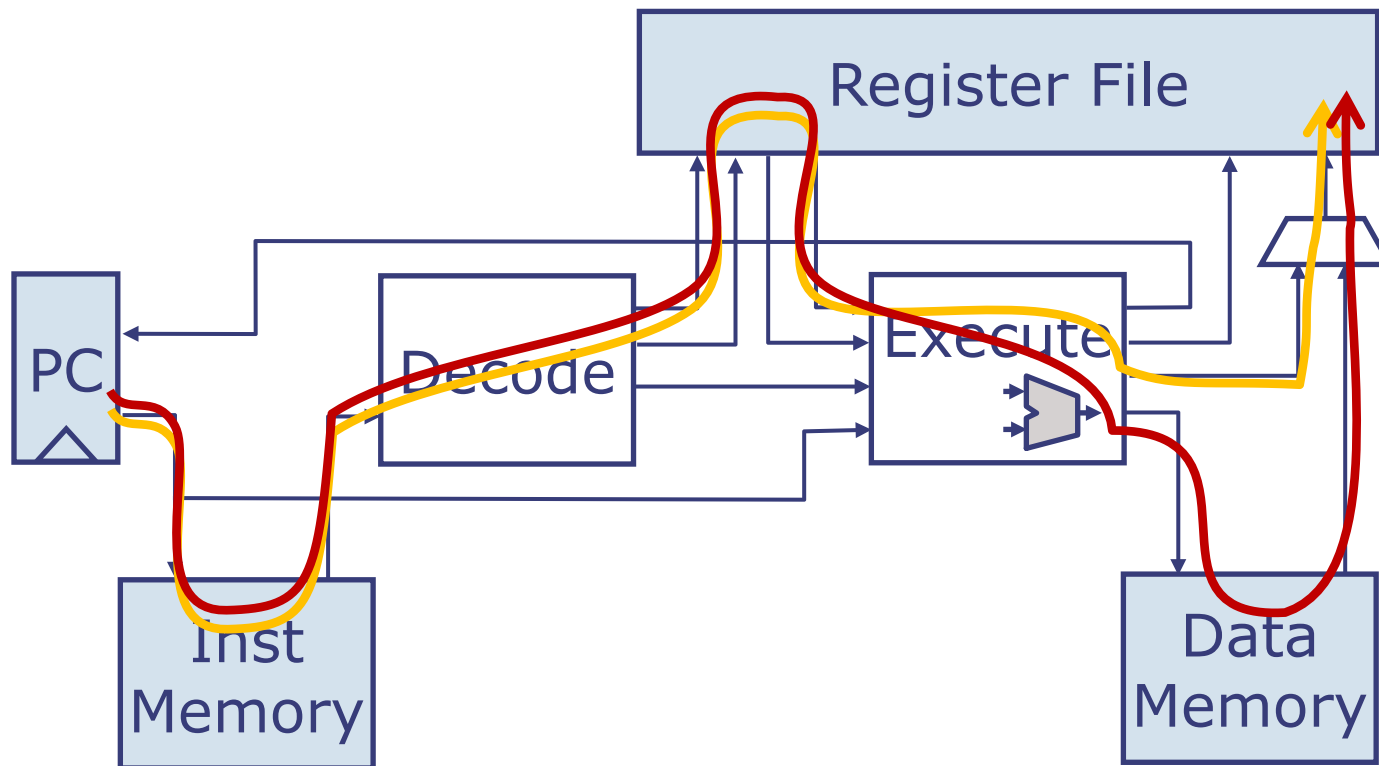 Register File
PC
Decode
Execute
Inst
Memory
Data
Memory